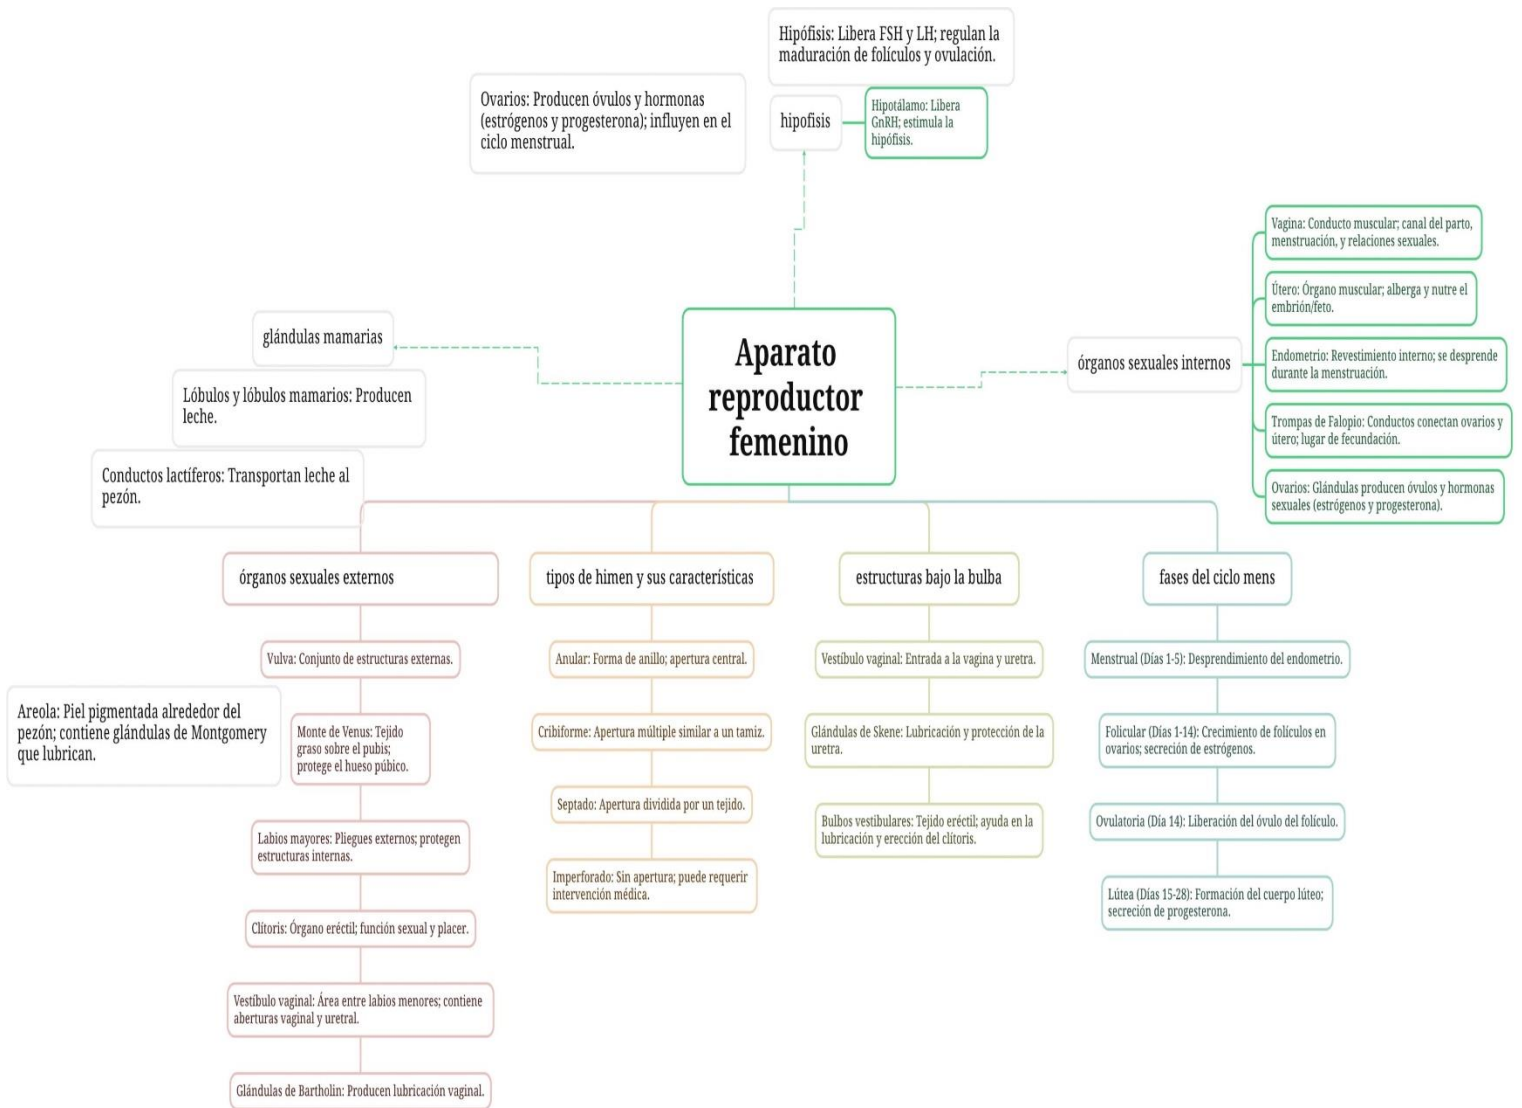 Hipófisis: Libera FSH y LH; regulan la
maduración de folículos y ovulación.
Ovarios: Producen óvulos y hormonas
(estrógenos y progesterona); influyen en el
ciclo menstrual.
hipofisis
Hipotálamo: Libera
GnRH; estimula la
hipófisis.
Aparato
reproductor
femenino
glándulas mamarias
Lóbulos y lóbulos mamarios: Producen
leche.
Conductos lactíferos: Transportan leche al
pezón.
órganos sexuales internos
Vagina: Conducto muscular; canal del parto,
menstruación, y relaciones sexuales.
Útero: Órgano muscular; alberga y nutre el
embrión/feto.
Endometrio: Revestimiento interno; se desprende
durante la menstruación.
Trompas de Falopio: Conductos conectan ovarios y
útero; lugar de fecundación.
Ovarios: Glándulas producen óvulos y hormonas
sexuales (estrógenos y progesterona).
órganos sexuales externos
Vulva: Conjunto de estructuras externas.
Areola: Piel pigmentada alrededor del
pezón; contiene glándulas de Montgomery
que lubrican.
Monte de Venus: Tejido
graso sobre el pubis;
protege el hueso púbico.
Labios mayores: Pliegues externos; protegen
estructuras internas.
Clítoris: Órgano eréctil; función sexual y placer.
Vestíbulo vaginal: Área entre labios menores; contiene
aberturas vaginal y uretral.
Glándulas de Bartholin: Producen lubricación vaginal.
tipos de himen y sus características
Anular: Forma de anillo; apertura central.
Cribiforme: Apertura múltiple similar a un tamiz.
Septado: Apertura dividida por un tejido.
Imperforado: Sin apertura; puede requerir
intervención médica.
estructuras bajo la bulba
Vestíbulo vaginal: Entrada a la vagina y uretra.
Glándulas de Skene: Lubricación y protección de la
uretra.
Bulbos vestibulares: Tejido eréctil; ayuda en la
lubricación y erección del clítoris.
fases del ciclo mens
Menstrual (Días 1-5): Desprendimiento del endometrio.
Folicular (Días 1-14): Crecimiento de folículos en
ovarios; secreción de estrógenos.
Ovulatoria (Día 14): Liberación del óvulo del folículo.
Lútea (Días 15-28): Formación del cuerpo lúteo;
secreción de progesterona.